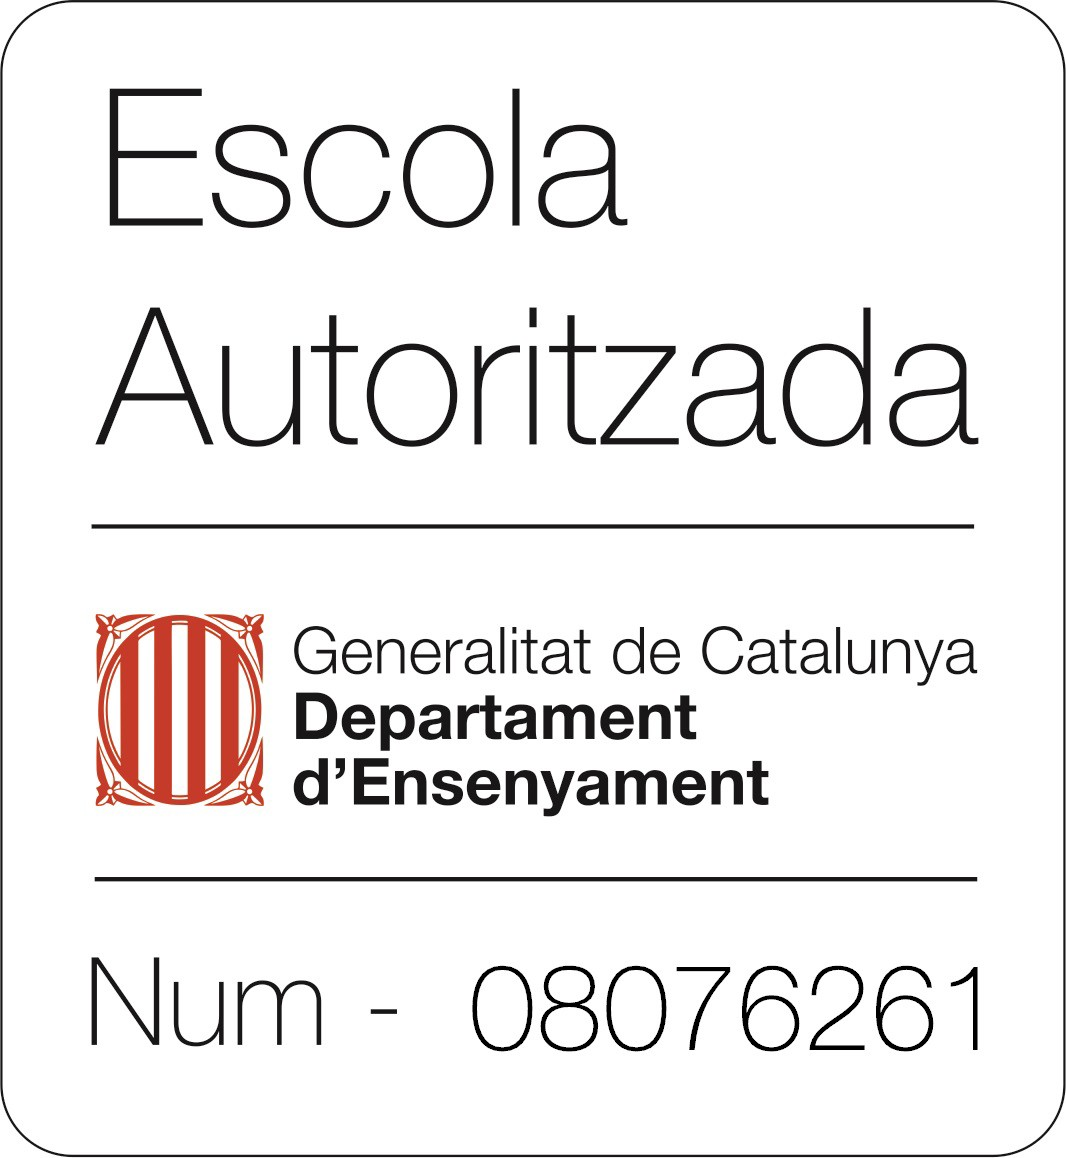 Escola
Autoritzada
Generalitat de Catalunya
Departament
d’Ensenyament
Num - 08076261